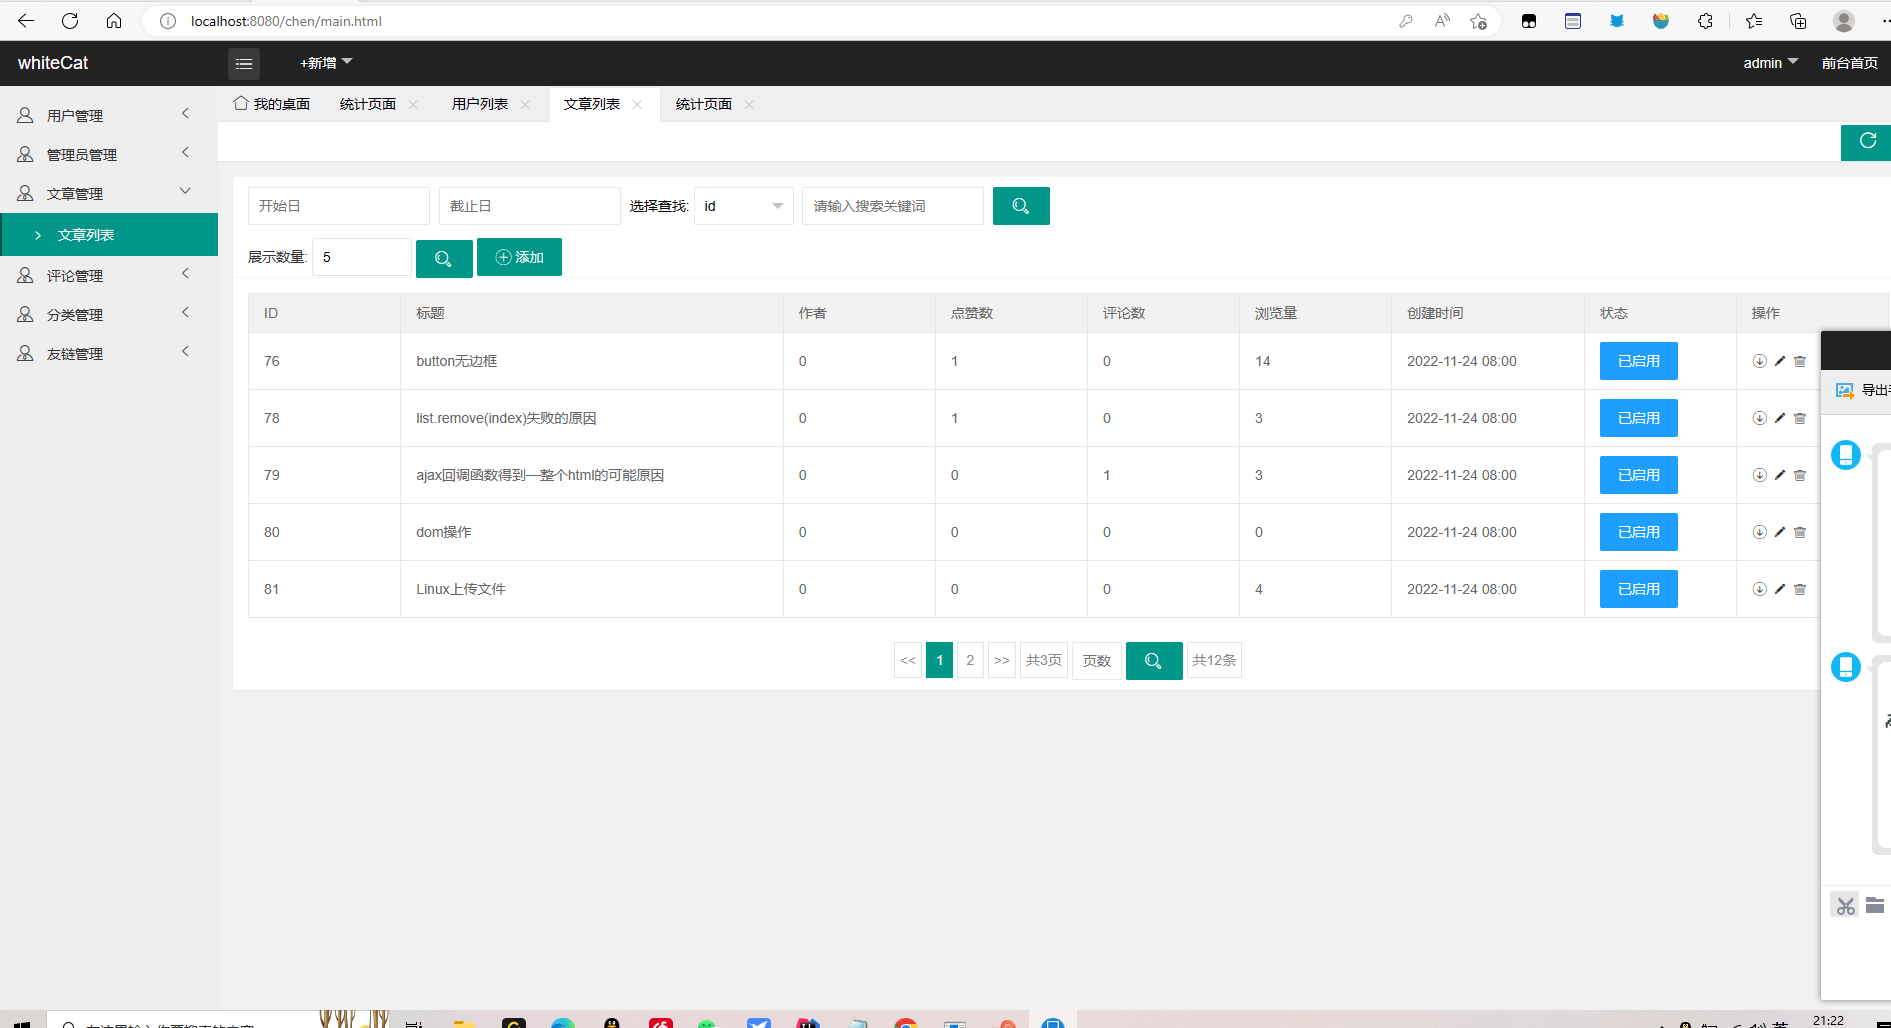 localhost:8080/chen/main.html
whiteCat
+新增
admin
前台首页
用户管理
管理员管理
文章管理
文章列表
评论管理
分类管理
友链管理
我的桌面
统计页面
用户列表
文章列表
统计页面
开始日
截止日
选择查找:
id
请输入搜索关键词
展示数量:
5
添加
ID 标题 作者 点赞数 评论数 浏览量 创建时间 状态 操作
76 button无边框 0 1 0 14 2022-11-24 08:00 已启用
78 list.remove(index)失败的原因 0 1 0 3 2022-11-24 08:00 已启用
79 ajax回调函数得到一整个html的可能原因 0 0 1 3 2022-11-24 08:00 已启用
80 dom操作 0 0 0 0 2022-11-24 08:00 已启用
81 Linux上传文件 0 0 0 4 2022-11-24 08:00 已启用
<< 1 2 >> 共3页 页数 共12条
导出
21:22